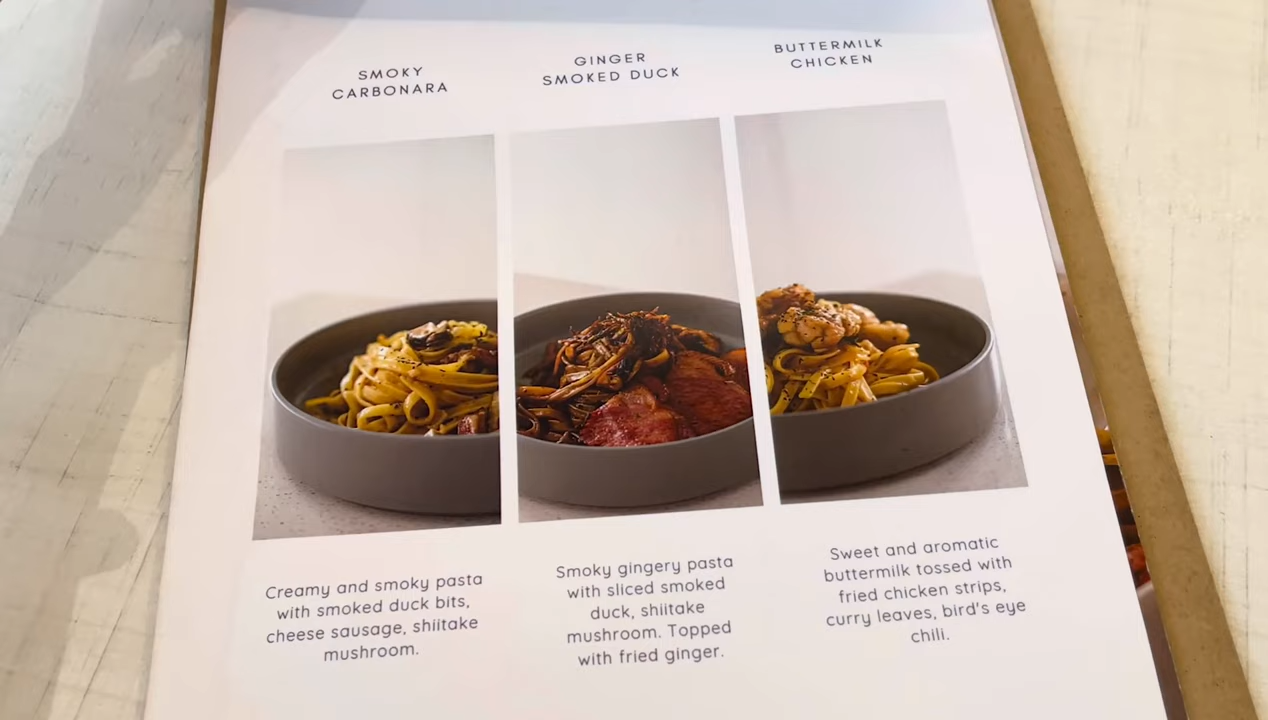 SMOKY
CARBONARA
GINGER
SMOKED DUCK
BUTTERMILK
CHICKEN
Creamy and smoky pasta
with smoked duck bits,
cheese sausage, shiitake
mushroom.
Smoky gingery pasta
with sliced smoked
duck, shiitake
mushroom. Topped
with fried ginger.
Sweet and aromatic
buttermilk tossed with
fried chicken strips,
curry leaves, bird's eye
chili.